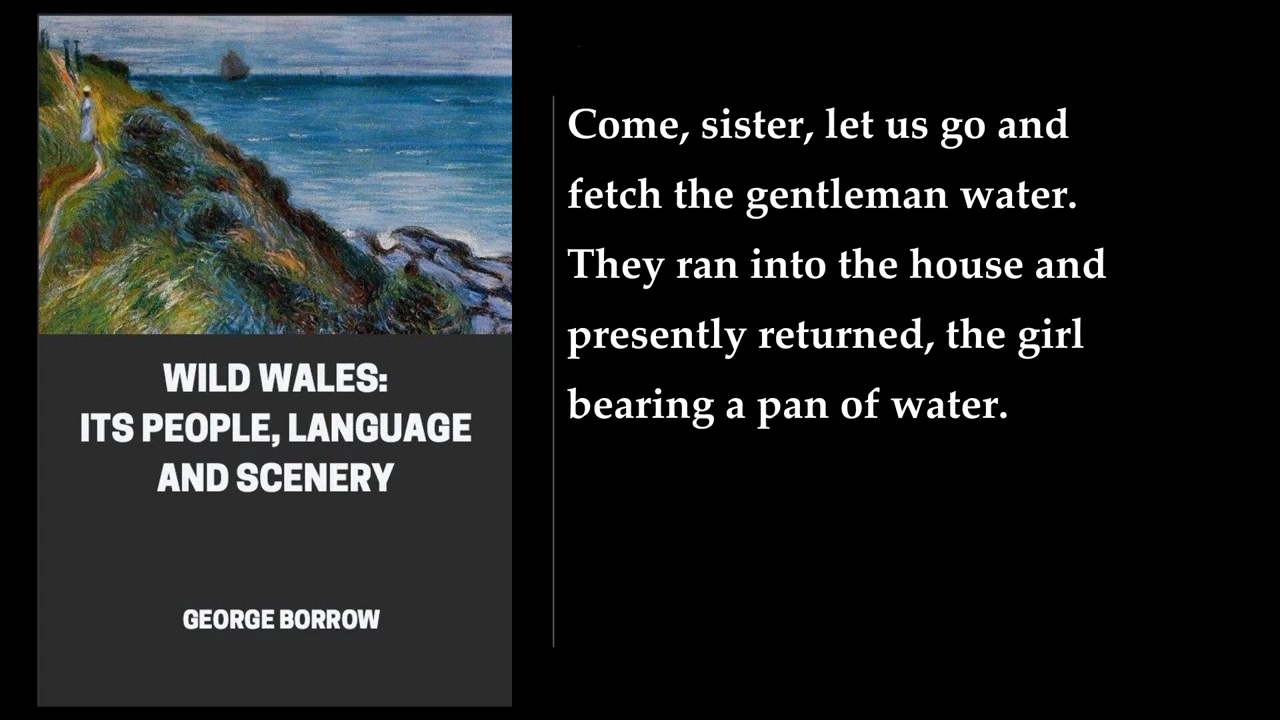 WILD WALES:
ITS PEOPLE, LANGUAGE
AND SCENERY
GEORGE BORROW
Come, sister, let us go and
fetch the gentleman water.
They ran into the house and
presently returned, the girl
bearing a pan of water.